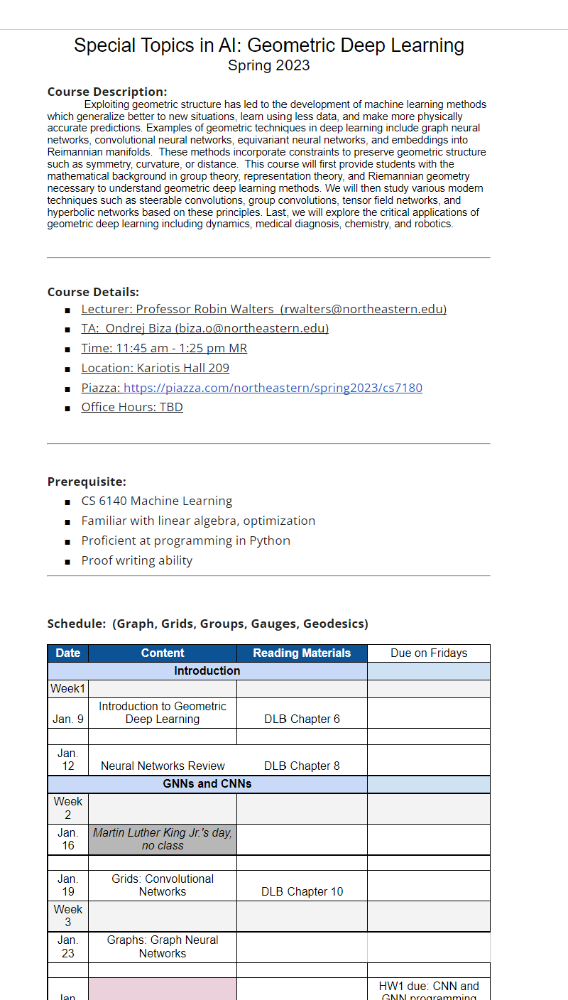 Special Topics in AI: Geometric Deep Learning
Spring 2023
Course Description:
Exploiting geometric structure has led to the development of machine learning methods
which generalize better to new situations, learn using less data, and make more physically
accurate predictions. Examples of geometric techniques in deep learning include graph neural
networks, convolutional neural networks, equivariant neural networks, and embeddings into
Reimannian manifolds.  These methods incorporate constraints to preserve geometric structure
such as symmetry, curvature, or distance.  This course will first provide students with the
mathematical background in group theory, representation theory, and Riemannian geometry
necessary to understand geometric deep learning methods. We will then study various modern
techniques such as steerable convolutions, group convolutions, tensor field networks, and
hyperbolic networks based on these principles. Last, we will explore the critical applications of
geometric deep learning including dynamics, medical diagnosis, chemistry, and robotics.
Course Details:
■ Lecturer: Professor Robin Walters  (rwalters@northeastern.edu)
■ TA:  Ondrej Biza (biza.o@northeastern.edu)
■ Time: 11:45 am - 1:25 pm MR
■ Location: Kariotis Hall 209
■ Piazza: https://piazza.com/northeastern/spring2023/cs7180
■ Office Hours: TBD
Prerequisite:
■ CS 6140 Machine Learning
■ Familiar with linear algebra, optimization
■ Proficient at programming in Python
■ Proof writing ability
Schedule:  (Graph, Grids, Groups, Gauges, Geodesics)
Date Content Reading Materials Due on Fridays
Introduction
Week1
Introduction to Geometric
Jan. 9 Deep Learning DLB Chapter 6
Jan.
12 Neural Networks Review DLB Chapter 8
GNNs and CNNs
Week
2
Jan. Martin Luther King Jr.'s day,
16 no class
Jan. Grids: Convolutional
19 Networks DLB Chapter 10
Week
3
Jan. Graphs: Graph Neural
23 Networks
HW1 due: CNN and
Jan. GNN programming